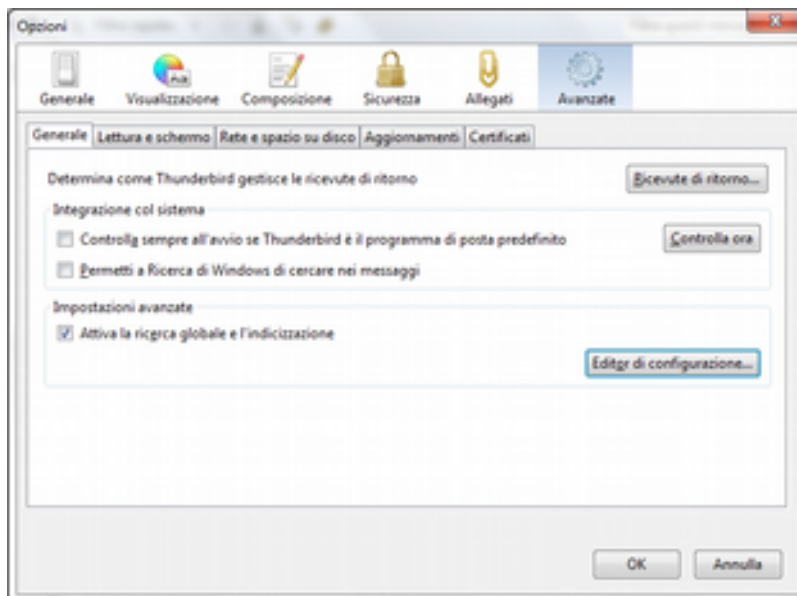 Opzioni
Generale Visualizzazione Composizione Sicurezza Allegati Avanzate
Generale Lettura e schermo Rete e spazio su disco Aggiornamenti Certificati
Determina come Thunderbird gestisce le ricevute di ritorno Ricevute di ritorno...
Integrazione col sistema
Controlla sempre all'avvio se Thunderbird è il programma di posta predefinito Controlla ora
Permetti a Ricerca di Windows di cercare nei messaggi
Impostazioni avanzate
Attiva la ricerca globale e l'indicizzazione
Editor di configurazione...
OK Annulla